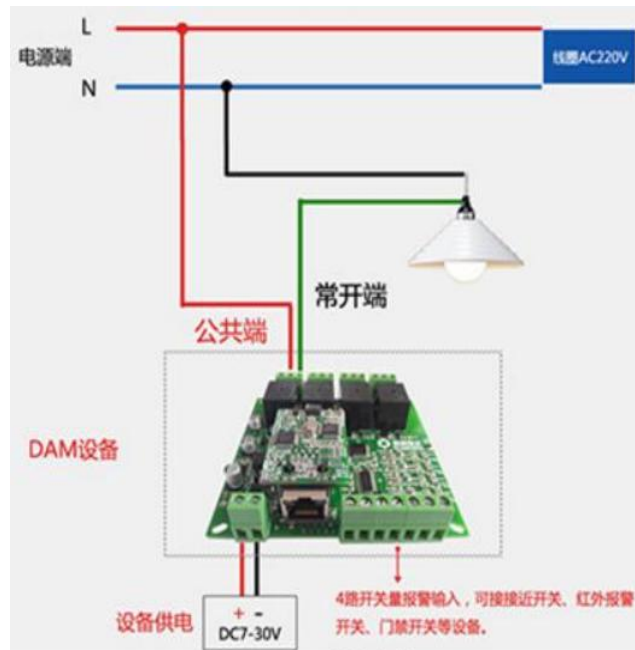 L
电源端
N
线圈AC220V
常开端
公共端
DAM设备
4路开关量报警输入，可接接近开关、红外报警
开关、门禁开关等设备。
设备供电
+ -
DC7-30V